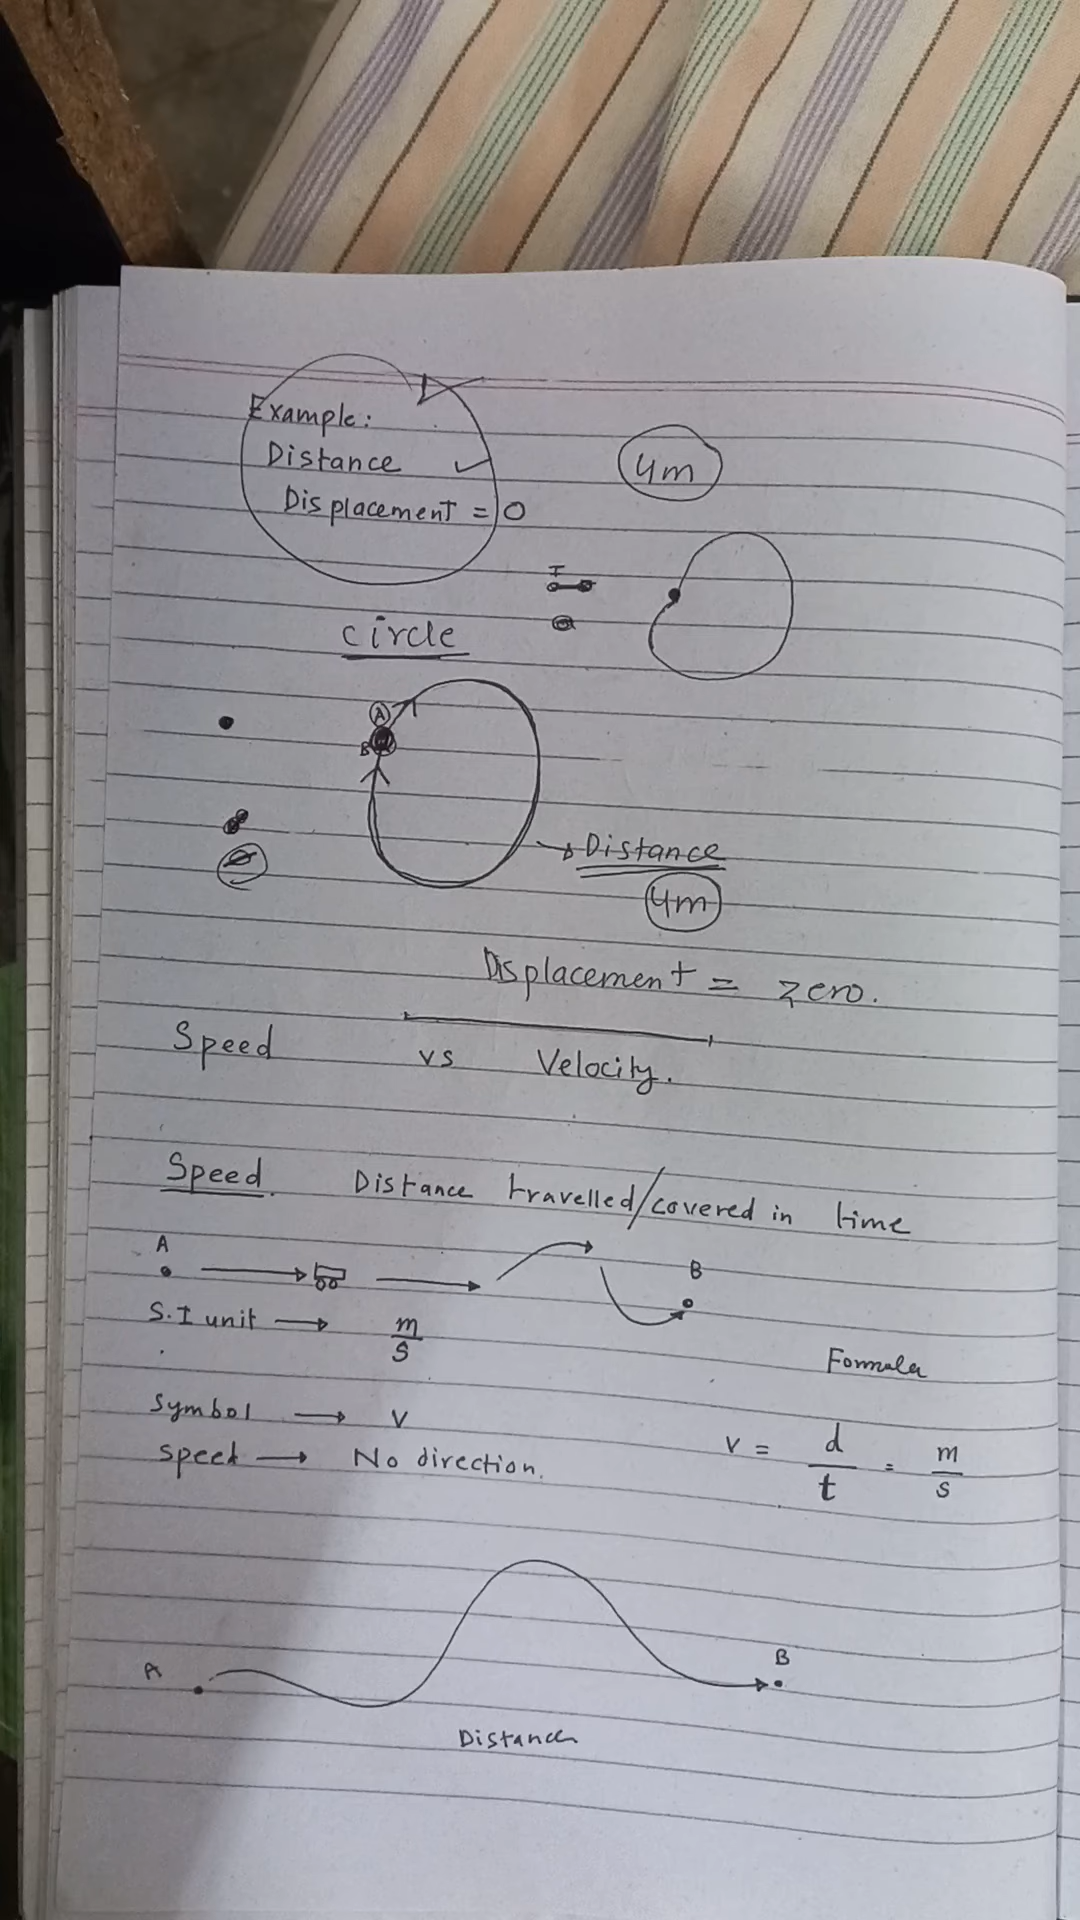 Example:
Distance
Displacement = 0
4m
I
circle
A
B
Distance
4m
Displacement = zero.
Speed vs Velocity.
Speed. Distance travelled/covered in time
A
B
S.I unit → m/s
Formula
Symbol → v
v = d/t = m/s
speed → No direction.
A
B
Distance